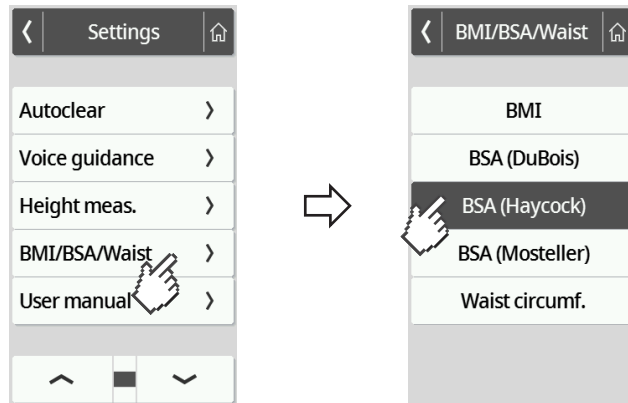 Settings
Autoclear
Voice guidance
Height meas.
BMI/BSA/Waist
User manual
BMI/BSA/Waist
BMI
BSA (DuBois)
BSA (Haycock)
BSA (Mosteller)
Waist circumf.